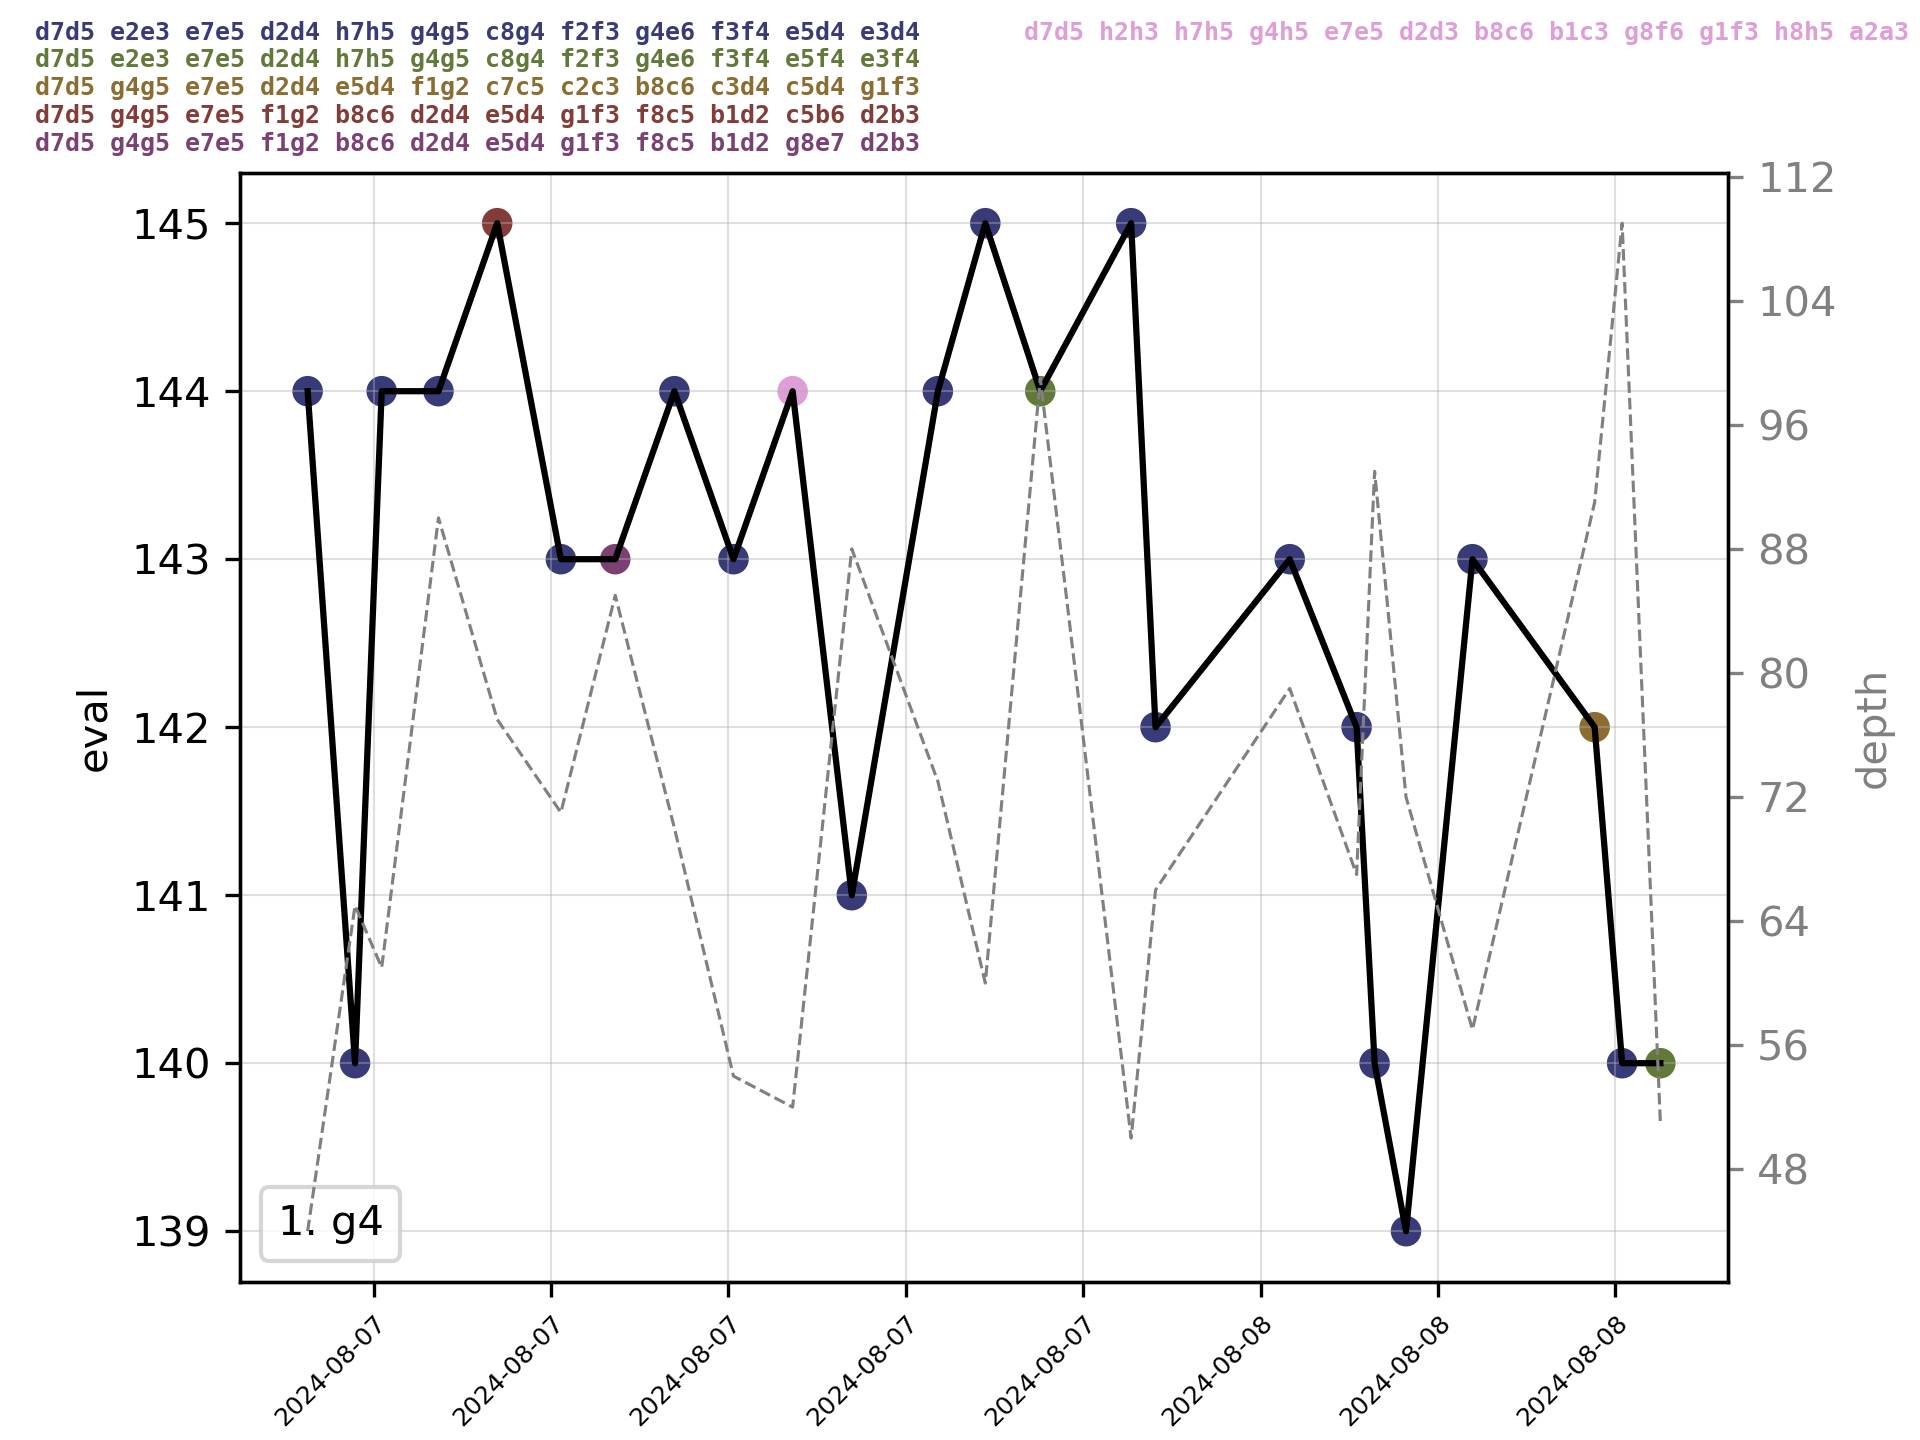 d7d5 e2e3 e7e5 d2d4 h7h5 g4g5 c8g4 f2f3 g4e6 f3f4 e5d4 e3d4
d7d5 e2e3 e7e5 d2d4 h7h5 g4g5 c8g4 f2f3 g4e6 f3f4 e5f4 e3f4
d7d5 g4g5 e7e5 d2d4 e5d4 f1g2 c7c5 c2c3 b8c6 c3d4 c5d4 g1f3
d7d5 g4g5 e7e5 f1g2 b8c6 d2d4 e5d4 g1f3 f8c5 b1d2 c5b6 d2b3
d7d5 g4g5 e7e5 f1g2 b8c6 d2d4 e5d4 g1f3 f8c5 b1d2 g8e7 d2b3
d7d5 h2h3 h7h5 g4h5 e7e5 d2d3 b8c6 b1c3 g8f6 g1f3 h8h5 a2a3
145
144
143
142
141
140
139
eval
112
104
96
88
80
72
64
56
48
depth
1. g4
2024-08-07
2024-08-07
2024-08-07
2024-08-07
2024-08-07
2024-08-08
2024-08-08
2024-08-08